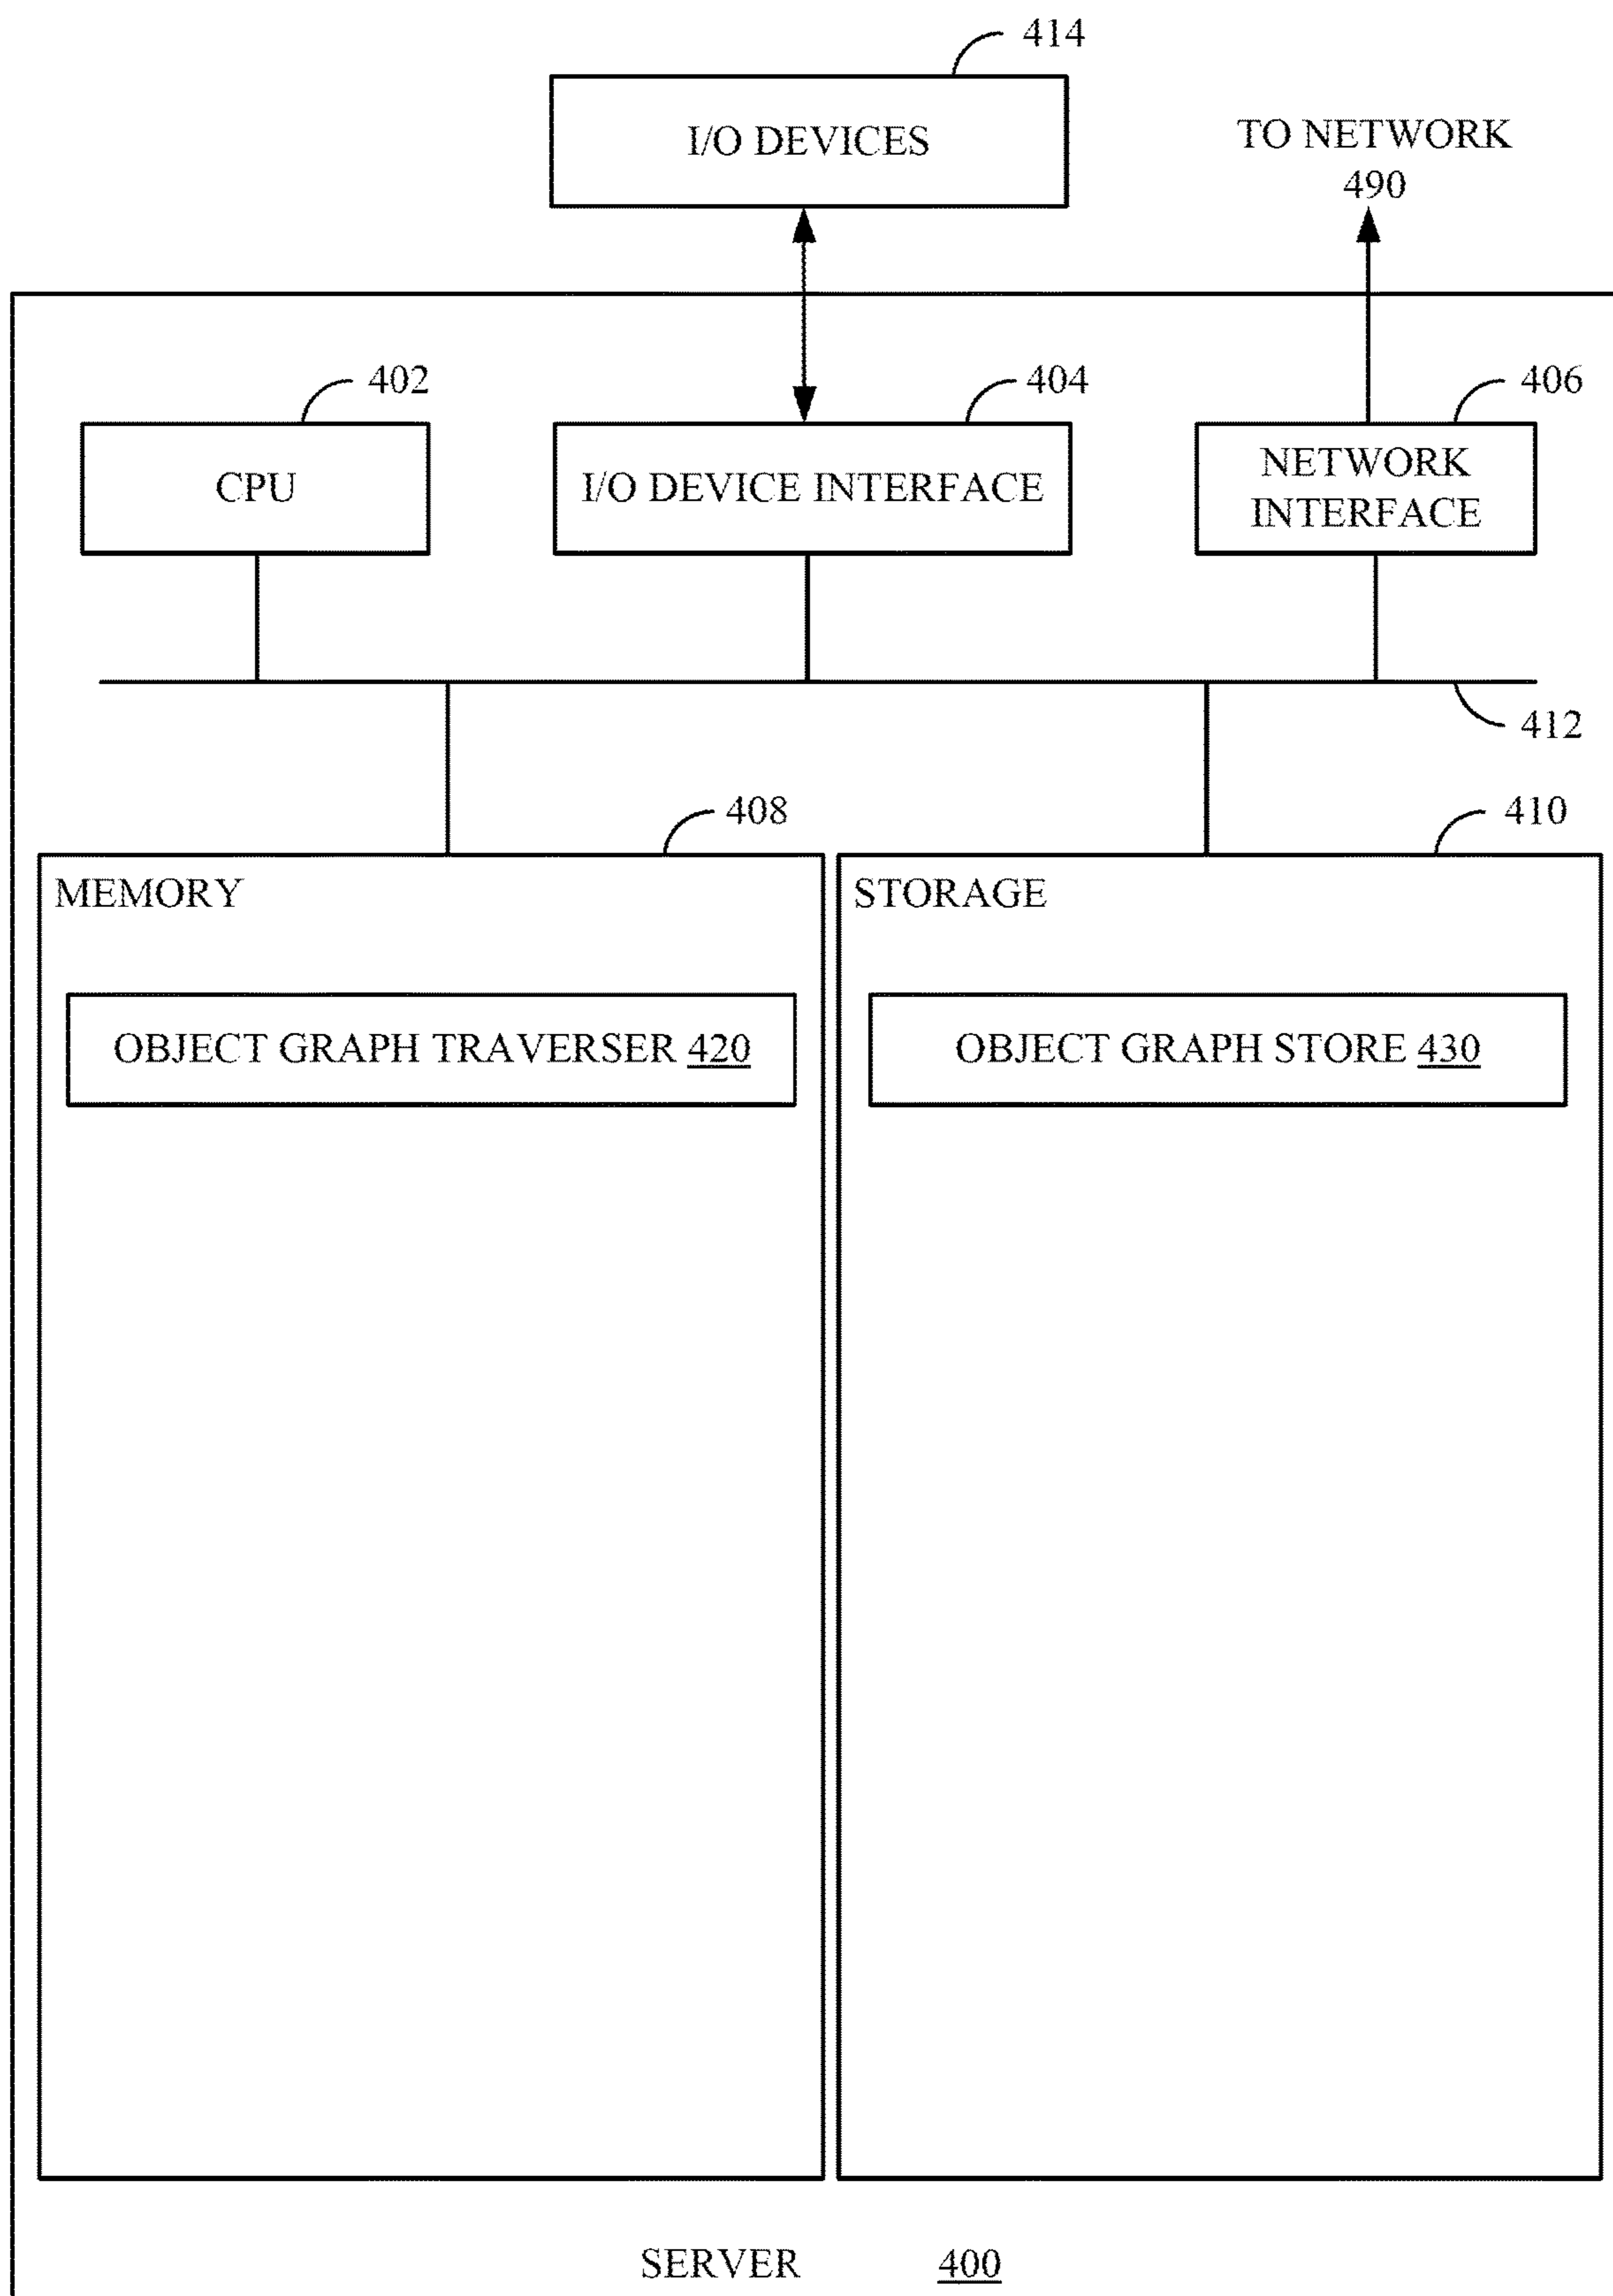 414
I/O DEVICES
TO NETWORK
490
402
404
406
CPU
I/O DEVICE INTERFACE
NETWORK
INTERFACE
412
408
410
MEMORY
STORAGE
OBJECT GRAPH TRAVERSER 420
OBJECT GRAPH STORE 430
SERVER 400